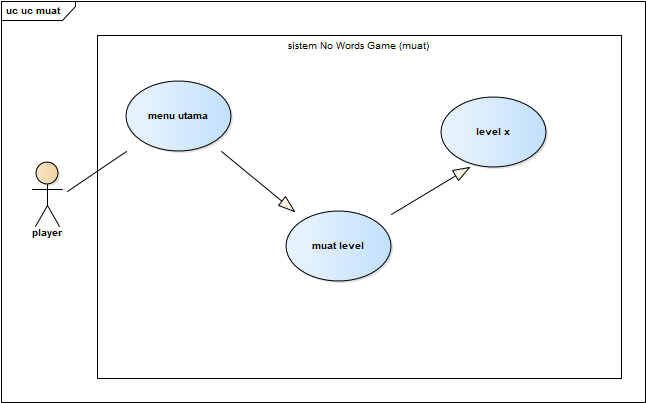 uc uc muat
sistem No Words Game (muat)
menu utama
level x
player
muat level